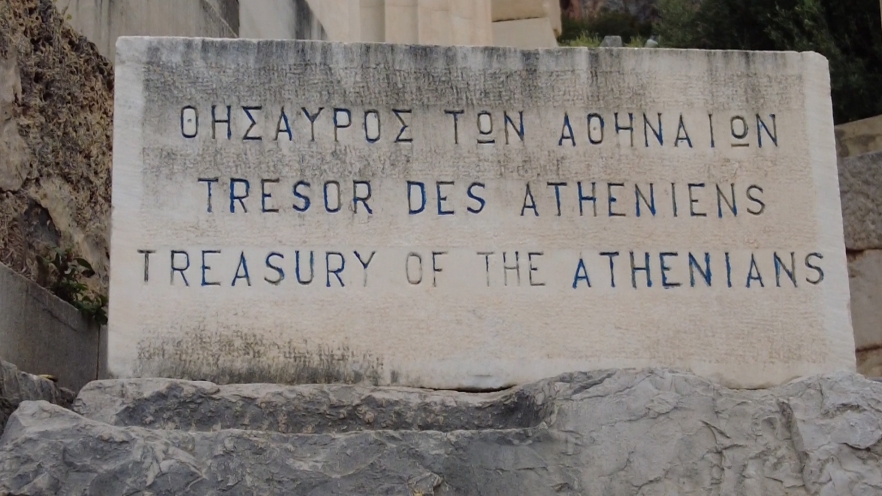 ΘΗΣΑΥΡΟΣ ΤΩΝ ΑΘΗΝΑΙΩΝ
TRESOR DES ATHENIENS
TREASURY OF THE ATHENIANS